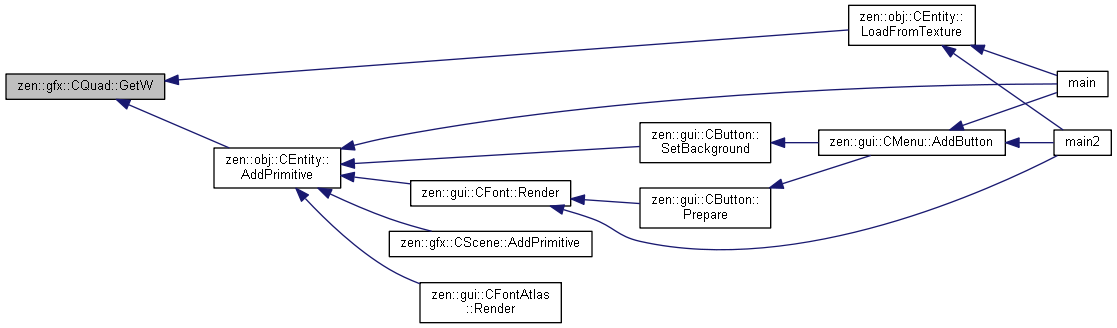 zen::obj::CEntity::
LoadFromTexture
zen::gfx::CQuad::GetW
main
zen::obj::CEntity::
AddPrimitive
zen::gui::CButton::
SetBackground
zen::gui::CMenu::AddButton
main2
zen::gui::CFont::Render
zen::gui::CButton::
Prepare
zen::gfx::CScene::AddPrimitive
zen::gui::CFontAtlas
::Render